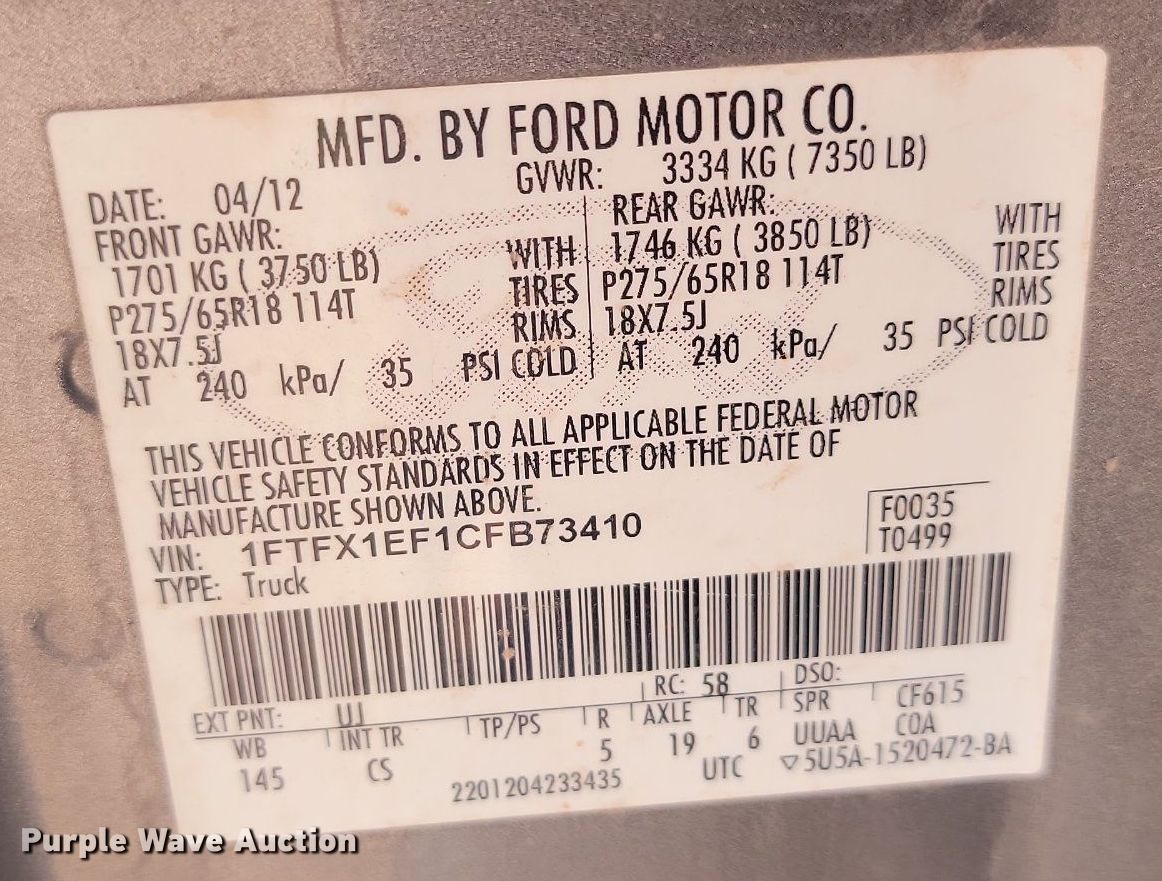 MFD. BY FORD MOTOR CO.
DATE: 04/12 GVWR: 3334 KG ( 7350 LB)
FRONT GAWR: REAR GAWR:
1701 KG ( 3750 LB) WITH 1746 KG ( 3850 LB) WITH
P275/65R18 114T TIRES P275/65R18 114T TIRES
18X7.5J RIMS 18X7.5J RIMS
AT 240 kPa/ 35 PSI COLD AT 240 kPa/ 35 PSI COLD
THIS VEHICLE CONFORMS TO ALL APPLICABLE FEDERAL MOTOR
VEHICLE SAFETY STANDARDS IN EFFECT ON THE DATE OF
MANUFACTURE SHOWN ABOVE.
VIN: 1FTFX1EF1CFB73410 F0035
TYPE: Truck T0499
EXT PNT: UJ RC: 58 DSO:
WB INT TR TP/PS R AXLE TR SPR CF615
145 CS 5 19 6 UUAA COA
2201204233435 UTC ▽5U5A-1520472-BA
Purple Wave Auction